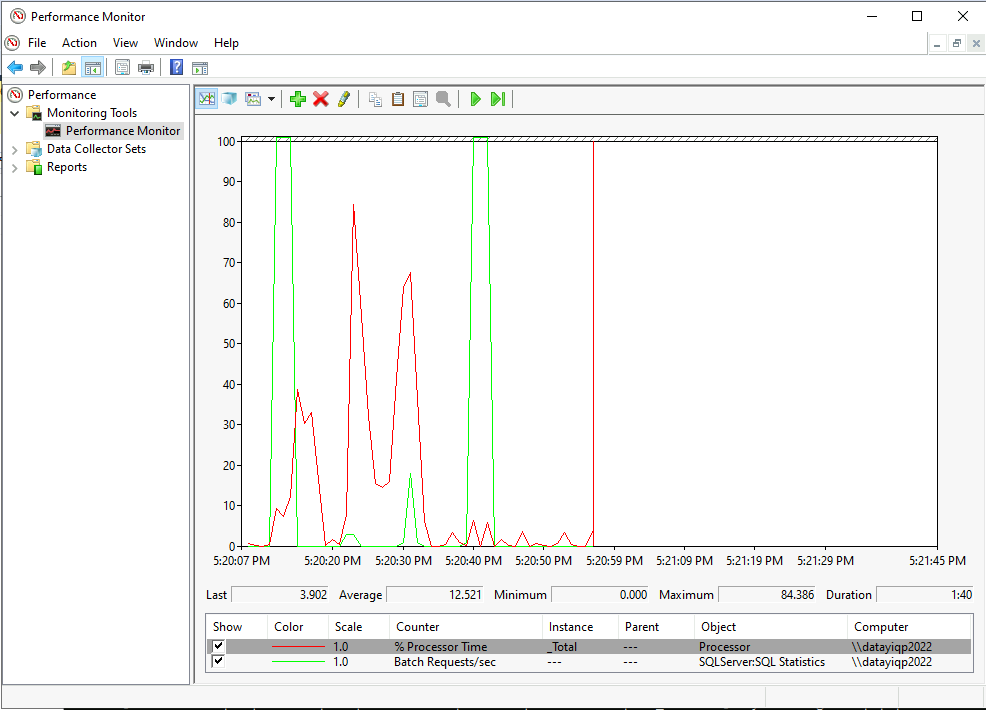 Performance Monitor
File Action View Window Help
Performance
Monitoring Tools
Performance Monitor
Data Collector Sets
Reports
100
90
80
70
60
50
40
30
20
10
0
5:20:07 PM 5:20:20 PM 5:20:30 PM 5:20:40 PM 5:20:50 PM 5:20:59 PM 5:21:09 PM 5:21:19 PM 5:21:29 PM 5:21:45 PM
Last 3.902 Average 12.521 Minimum 0.000 Maximum 84.386 Duration 1:40
Show Color Scale Counter Instance Parent Object Computer
1.0 % Processor Time _Total --- Processor \\datayiqp2022
1.0 Batch Requests/sec --- --- SQLServer:SQL Statistics \\datayiqp2022